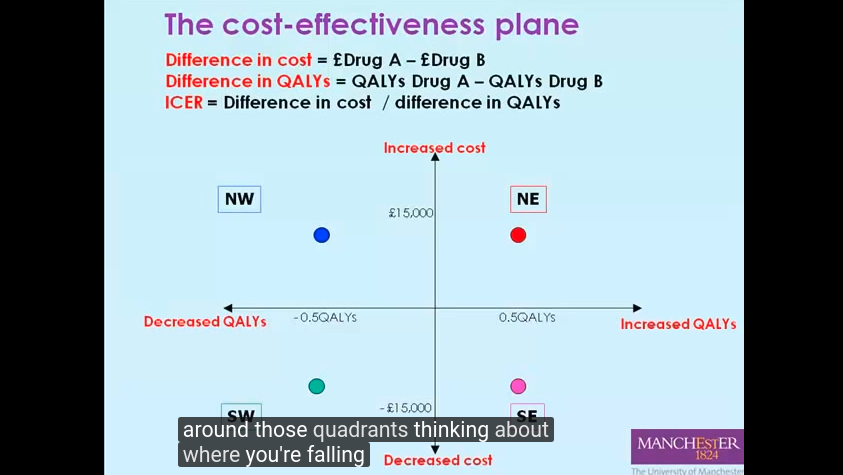 The cost-effectiveness plane
Difference in cost = £Drug A – £Drug B
Difference in QALYs = QALYs Drug A – QALYs Drug B
ICER = Difference in cost / difference in QALYs
Increased cost
NW
NE
£15,000
Decreased QALYs
-0.5QALYs
0.5QALYs
Increased QALYs
-£15,000
SW
SE
around those quadrants thinking about
where you're falling
Decreased cost
MANCHESTER
1824
The University of Manchester